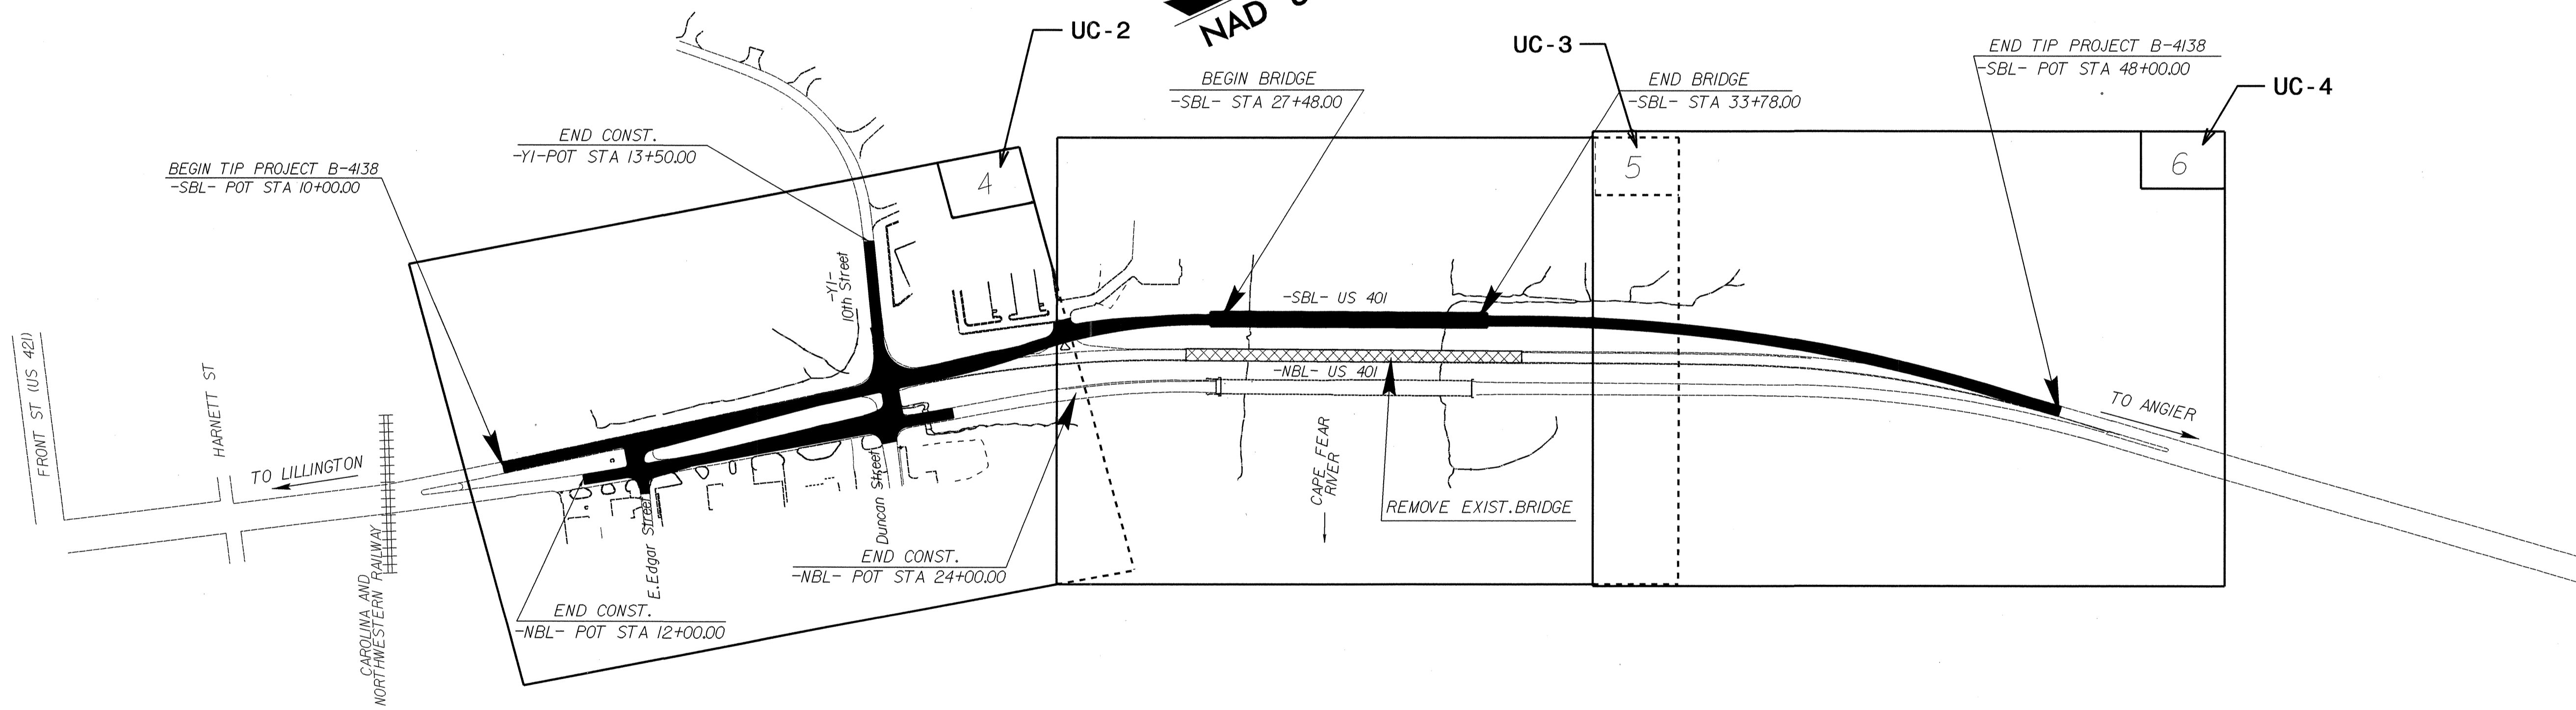 NAD
UC-2
UC-3
UC-4
END TIP PROJECT B-4138
-SBL- POT STA 48+00.00
BEGIN BRIDGE
-SBL- STA 27+48.00
END BRIDGE
-SBL- STA 33+78.00
END CONST.
-Y1-POT STA 13+50.00
BEGIN TIP PROJECT B-4138
-SBL- POT STA 10+00.00
4
5
6
-Y1-
10th Street
-SBL- US 401
-NBL- US 401
FRONT ST (US 421)
HARNETT ST
TO LILLINGTON
TO ANGIER
CAPE FEAR
RIVER
REMOVE EXIST. BRIDGE
Duncan Street
E.Edgar Street
CAROLINA AND
NORTHWESTERN RAILWAY
END CONST.
-NBL- POT STA 24+00.00
END CONST.
-NBL- POT STA 12+00.00